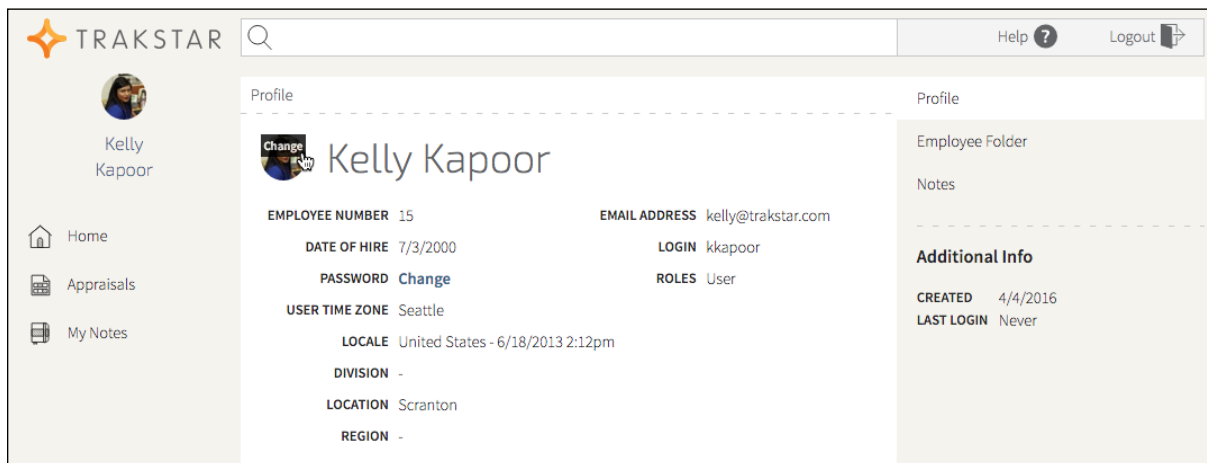 TRAKSTAR
Help ?
Logout
Kelly
Kapoor
Home
Appraisals
My Notes
Profile
Change
Kelly Kapoor
EMPLOYEE NUMBER 15
DATE OF HIRE 7/3/2000
PASSWORD Change
USER TIME ZONE Seattle
LOCALE United States - 6/18/2013 2:12pm
DIVISION -
LOCATION Scranton
REGION -
EMAIL ADDRESS kelly@trakstar.com
LOGIN kkapoor
ROLES User
Profile
Employee Folder
Notes
Additional Info
CREATED 4/4/2016
LAST LOGIN Never